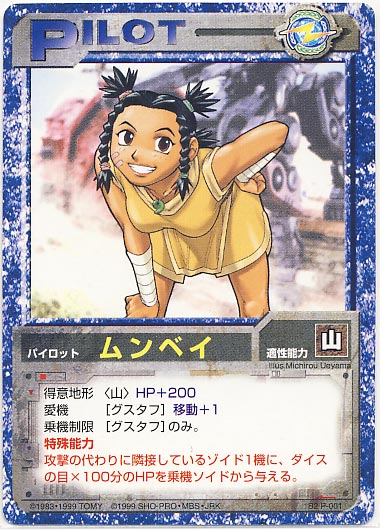 PILOT
パイロット ムンベイ 適性能力 山
Illus.Michirou Ueyama
得意地形 〈山〉HP+200
愛機 [グスタフ] 移動+1
乗機制限 [グスタフ]のみ。
特殊能力
攻撃の代わりに隣接しているゾイド1機に、ダイス
の目×100分のHPを乗機ゾイドから与える。
©1983・1999 TOMY ©1999 SHO-PRO・MBS・JRK B2 P-001